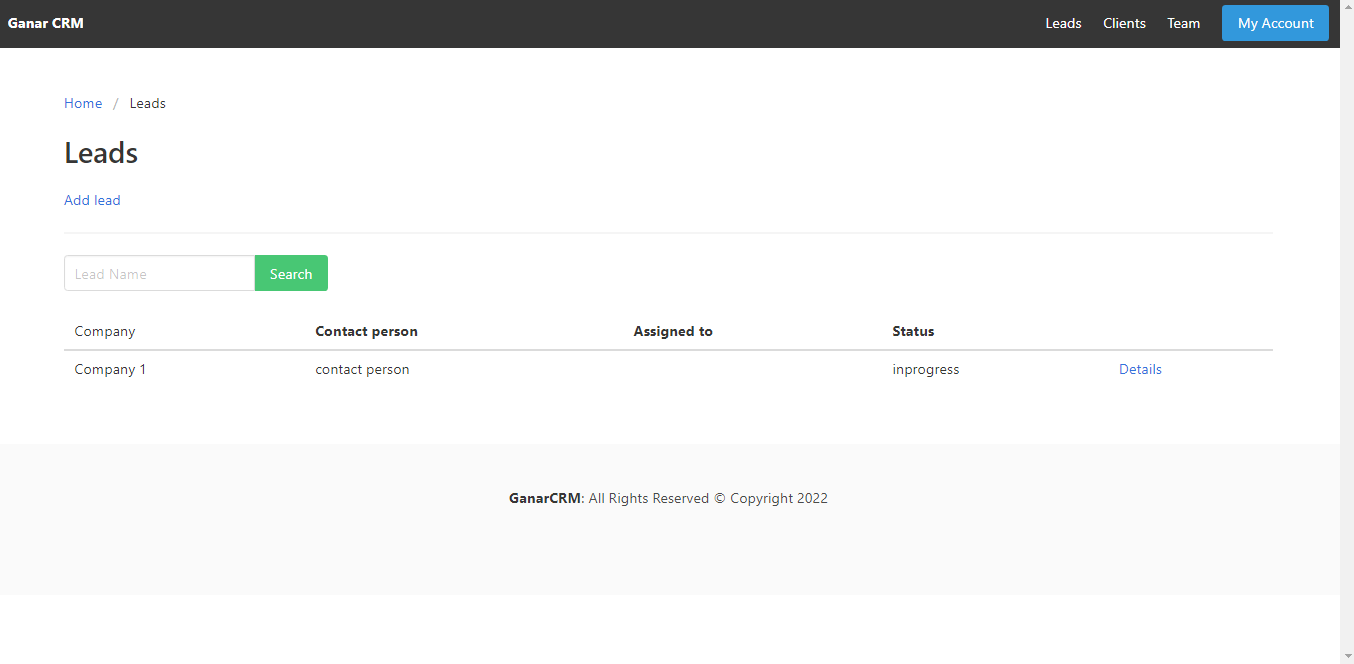 Ganar CRM Leads Clients Team My Account
Home / Leads
Leads
Add lead
Lead Name Search
Company Contact person Assigned to Status
Company 1 contact person inprogress Details
GanarCRM: All Rights Reserved © Copyright 2022